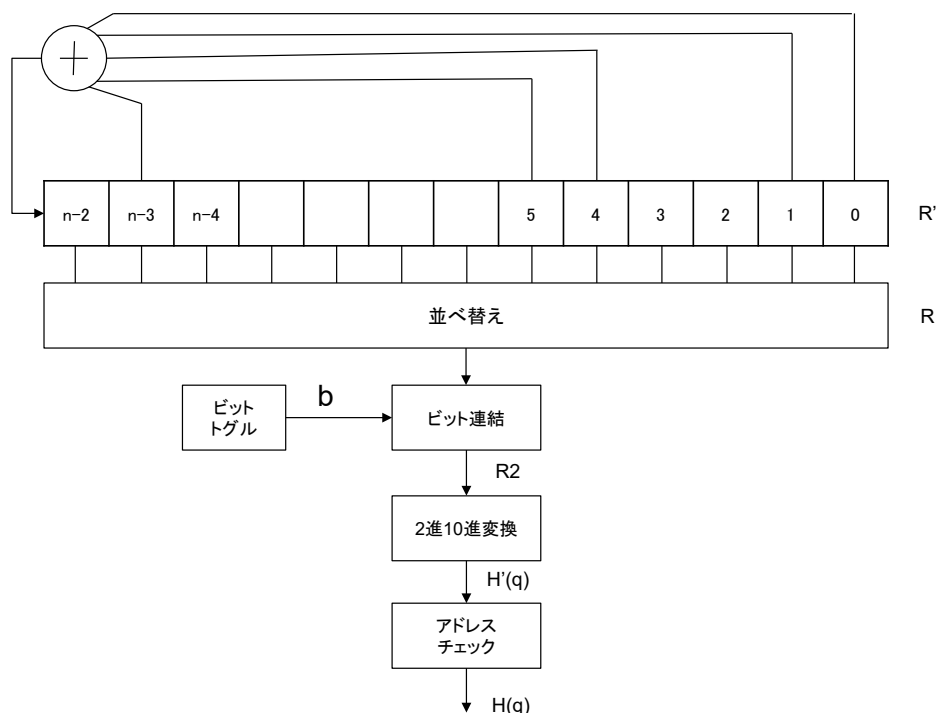 n-2 n-3 n-4 5 4 3 2 1 0 R'
並べ替え R
ビット
トグル
b
ビット連結
R2
2進10進変換
H'(q)
アドレス
チェック
H(q)